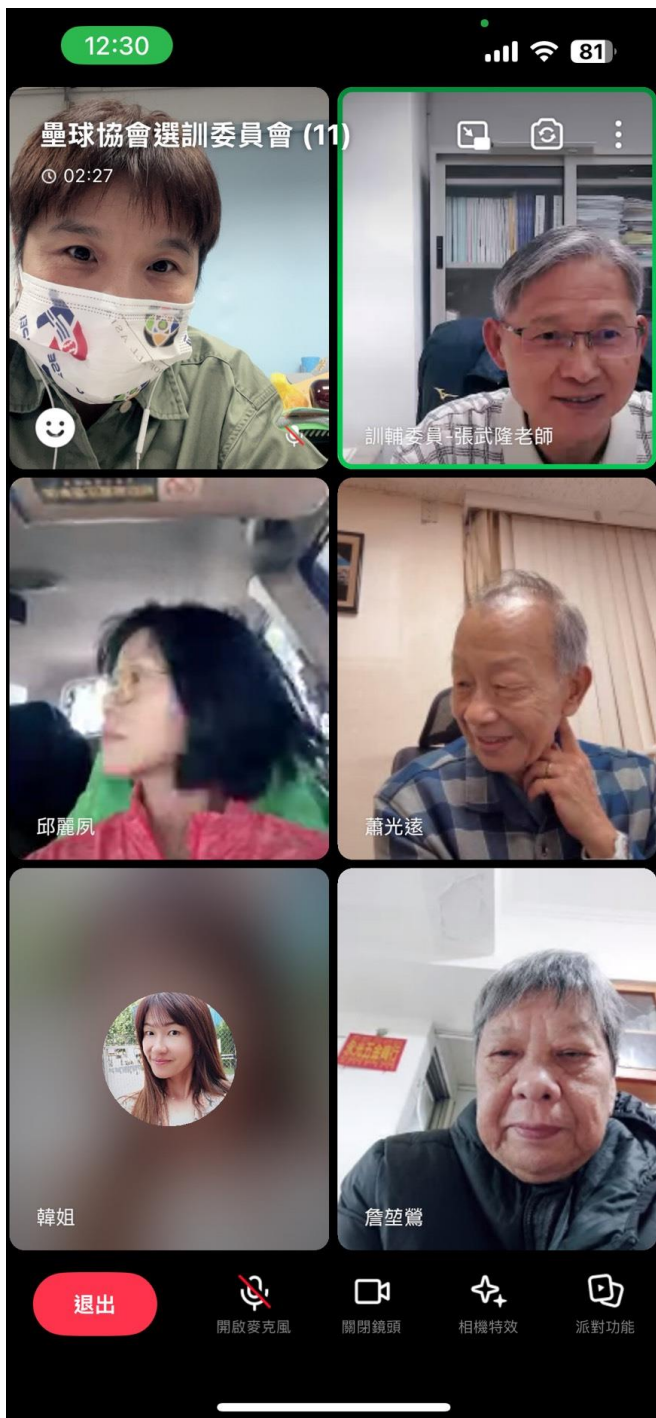 12:30
81
壘球協會選訓委員會 (11)
02:27
訓輔委員-張武隆老師
邱麗夙
蕭光遠
韓姐
詹堃鶯
退出
開啟麥克風
關閉鏡頭
相機特效
派對功能